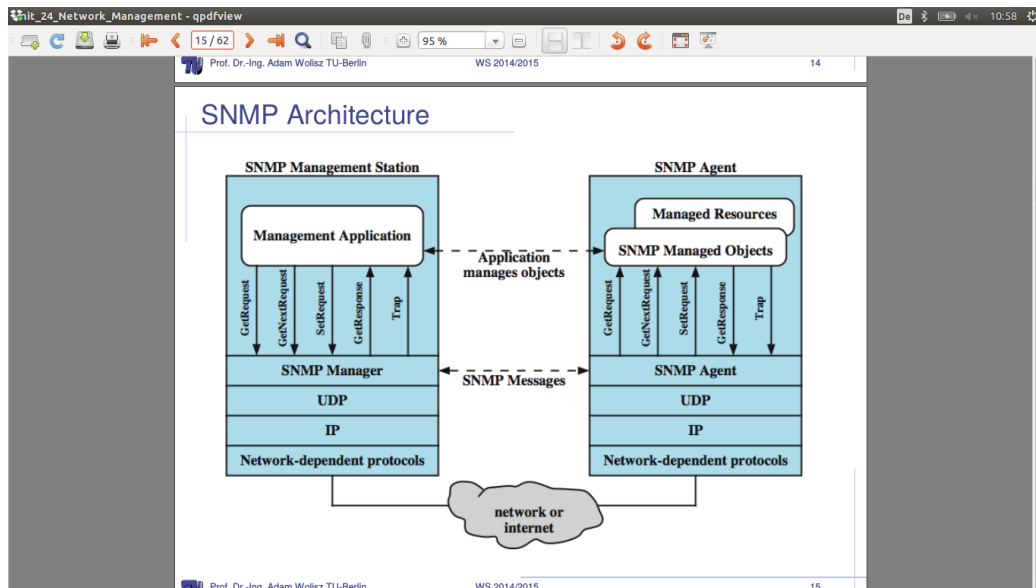 nit_24_Network_Management - qpdfview
De
10:58
15 / 62
95 %
Prof. Dr.-Ing. Adam Wolisz TU-Berlin WS 2014/2015 14
SNMP Architecture
SNMP Management Station
SNMP Agent
Management Application
Managed Resources
SNMP Managed Objects
Application
manages objects
GetRequest
GetNextRequest
SetRequest
GetResponse
Trap
GetRequest
GetNextRequest
SetRequest
GetResponse
Trap
SNMP Manager
SNMP Messages
SNMP Agent
UDP
UDP
IP
IP
Network-dependent protocols
Network-dependent protocols
network or
internet
Prof. Dr.-Ing. Adam Wolisz TU-Berlin WS 2014/2015 15